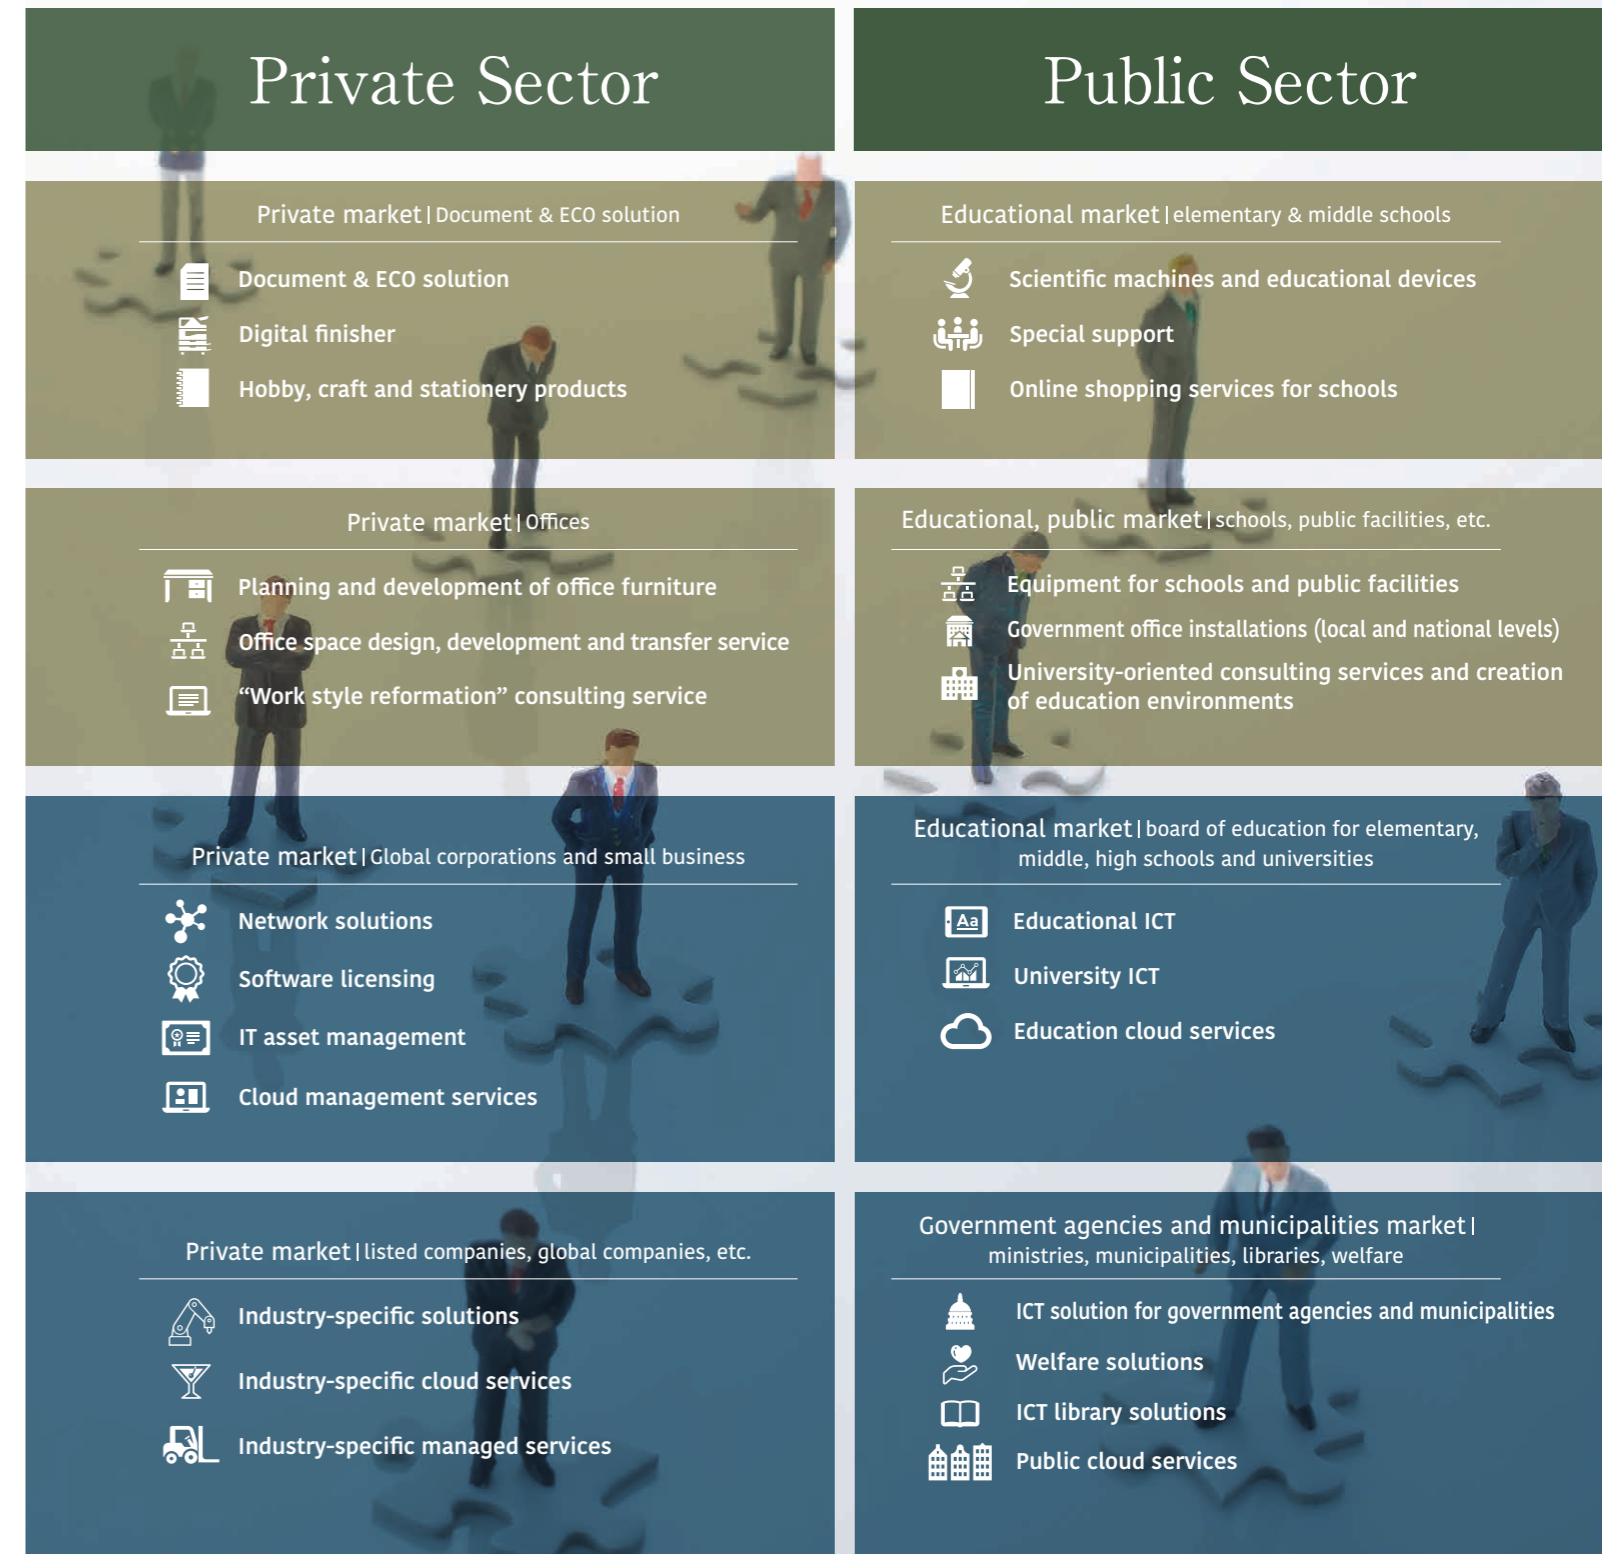 Private Sector
Private market | Document & ECO solution
Document & ECO solution
Digital finisher
Hobby, craft and stationery products
Private market | Offices
Planning and development of office furniture
Office space design, development and transfer service
“Work style reformation” consulting service
Private market | Global corporations and small business
Network solutions
Software licensing
IT asset management
Cloud management services
Private market | listed companies, global companies, etc.
Industry-specific solutions
Industry-specific cloud services
Industry-specific managed services
Public Sector
Educational market | elementary & middle schools
Scientific machines and educational devices
Special support
Online shopping services for schools
Educational, public market | schools, public facilities, etc.
Equipment for schools and public facilities
Government office installations (local and national levels)
University-oriented consulting services and creation
of education environments
Educational market | board of education for elementary,
middle, high schools and universities
Aa
Educational ICT
University ICT
Education cloud services
Government agencies and municipalities market |
ministries, municipalities, libraries, welfare
ICT solution for government agencies and municipalities
Welfare solutions
ICT library solutions
Public cloud services